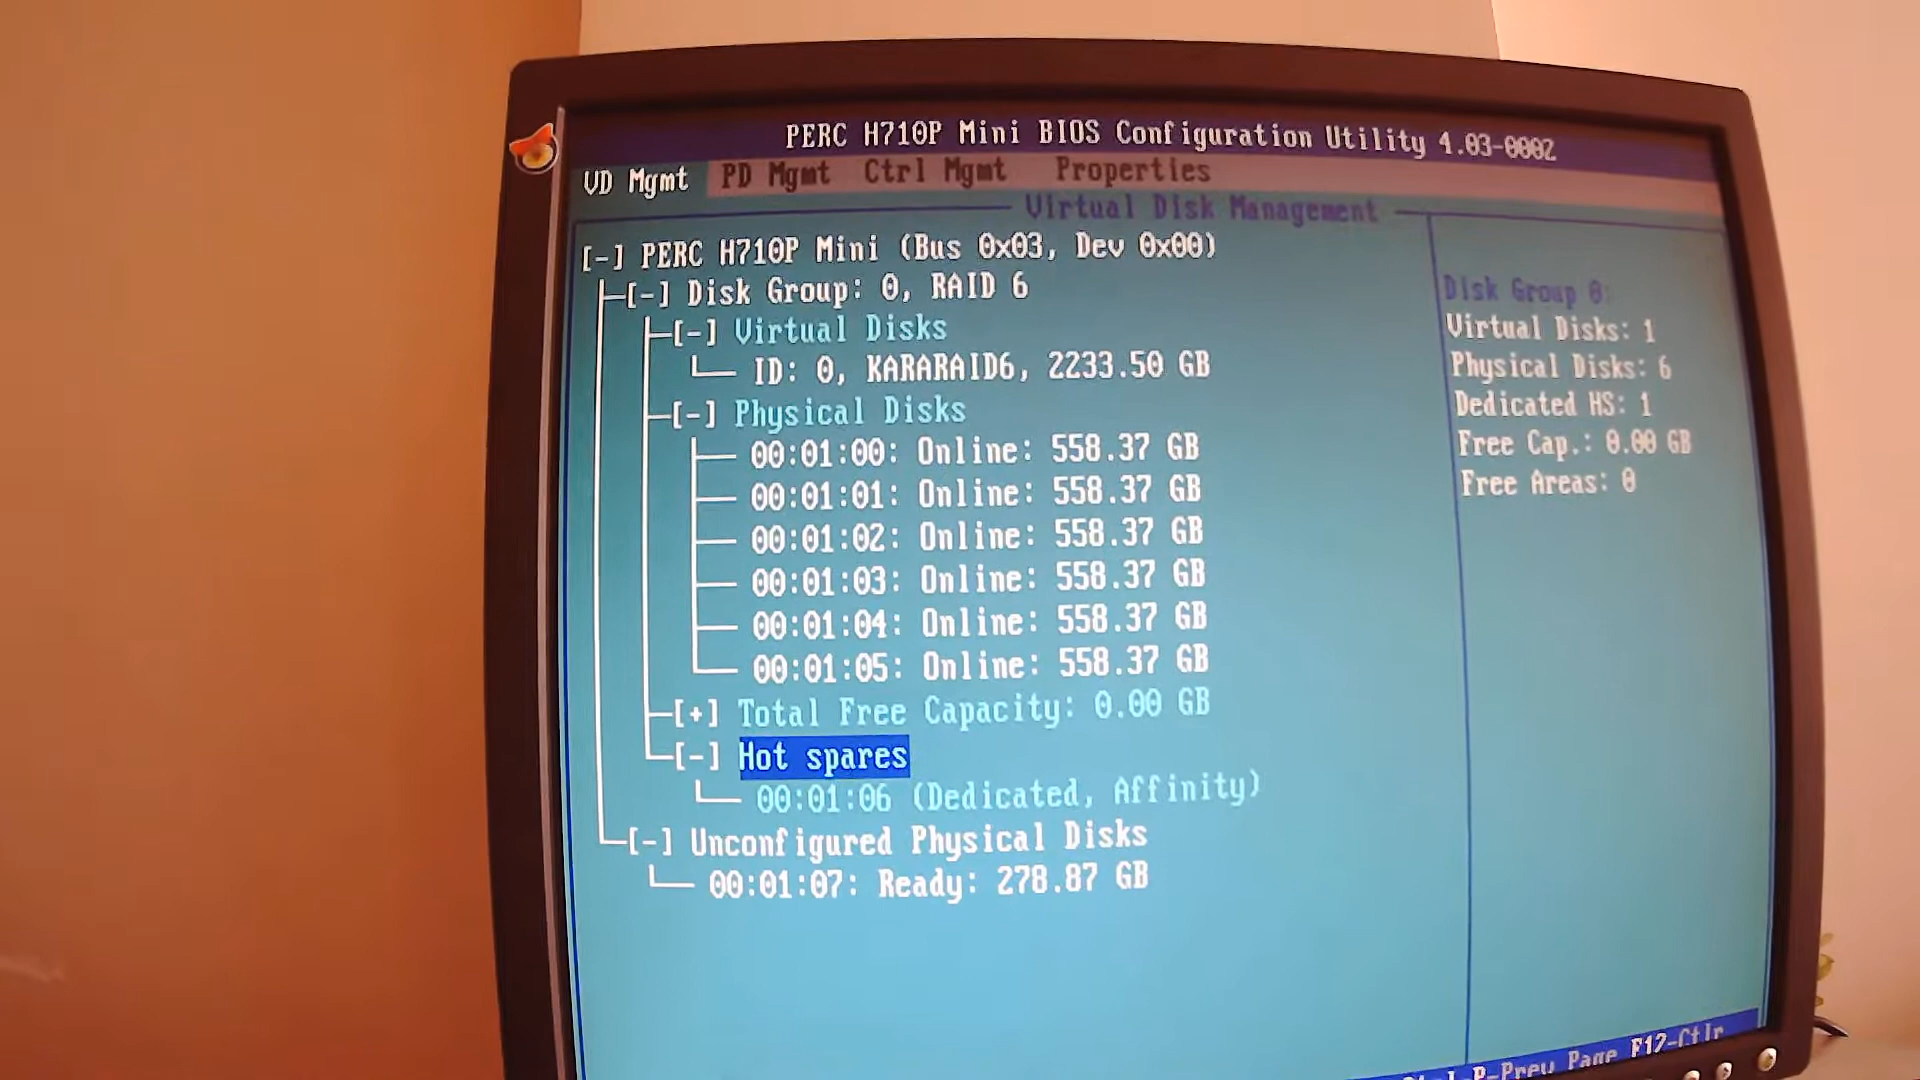 PERC H710P Mini BIOS Configuration Utility 4.03-0002
VD Mgmt PD Mgmt Ctrl Mgmt Properties
Virtual Disk Management
[-] PERC H710P Mini (Bus 0x03, Dev 0x00)
[-] Disk Group: 0, RAID 6
[-] Virtual Disks
ID: 0, KARARAID6, 2233.50 GB
[-] Physical Disks
00:01:00: Online: 558.37 GB
00:01:01: Online: 558.37 GB
00:01:02: Online: 558.37 GB
00:01:03: Online: 558.37 GB
00:01:04: Online: 558.37 GB
00:01:05: Online: 558.37 GB
[+] Total Free Capacity: 0.00 GB
[-] Hot spares
00:01:06 (Dedicated, Affinity)
[-] Unconfigured Physical Disks
00:01:07: Ready: 278.87 GB
Disk Group 0:
Virtual Disks: 1
Physical Disks: 6
Dedicated HS: 1
Free Cap.: 0.00 GB
Free Areas: 0
P-Prev Page F12-Ctlr